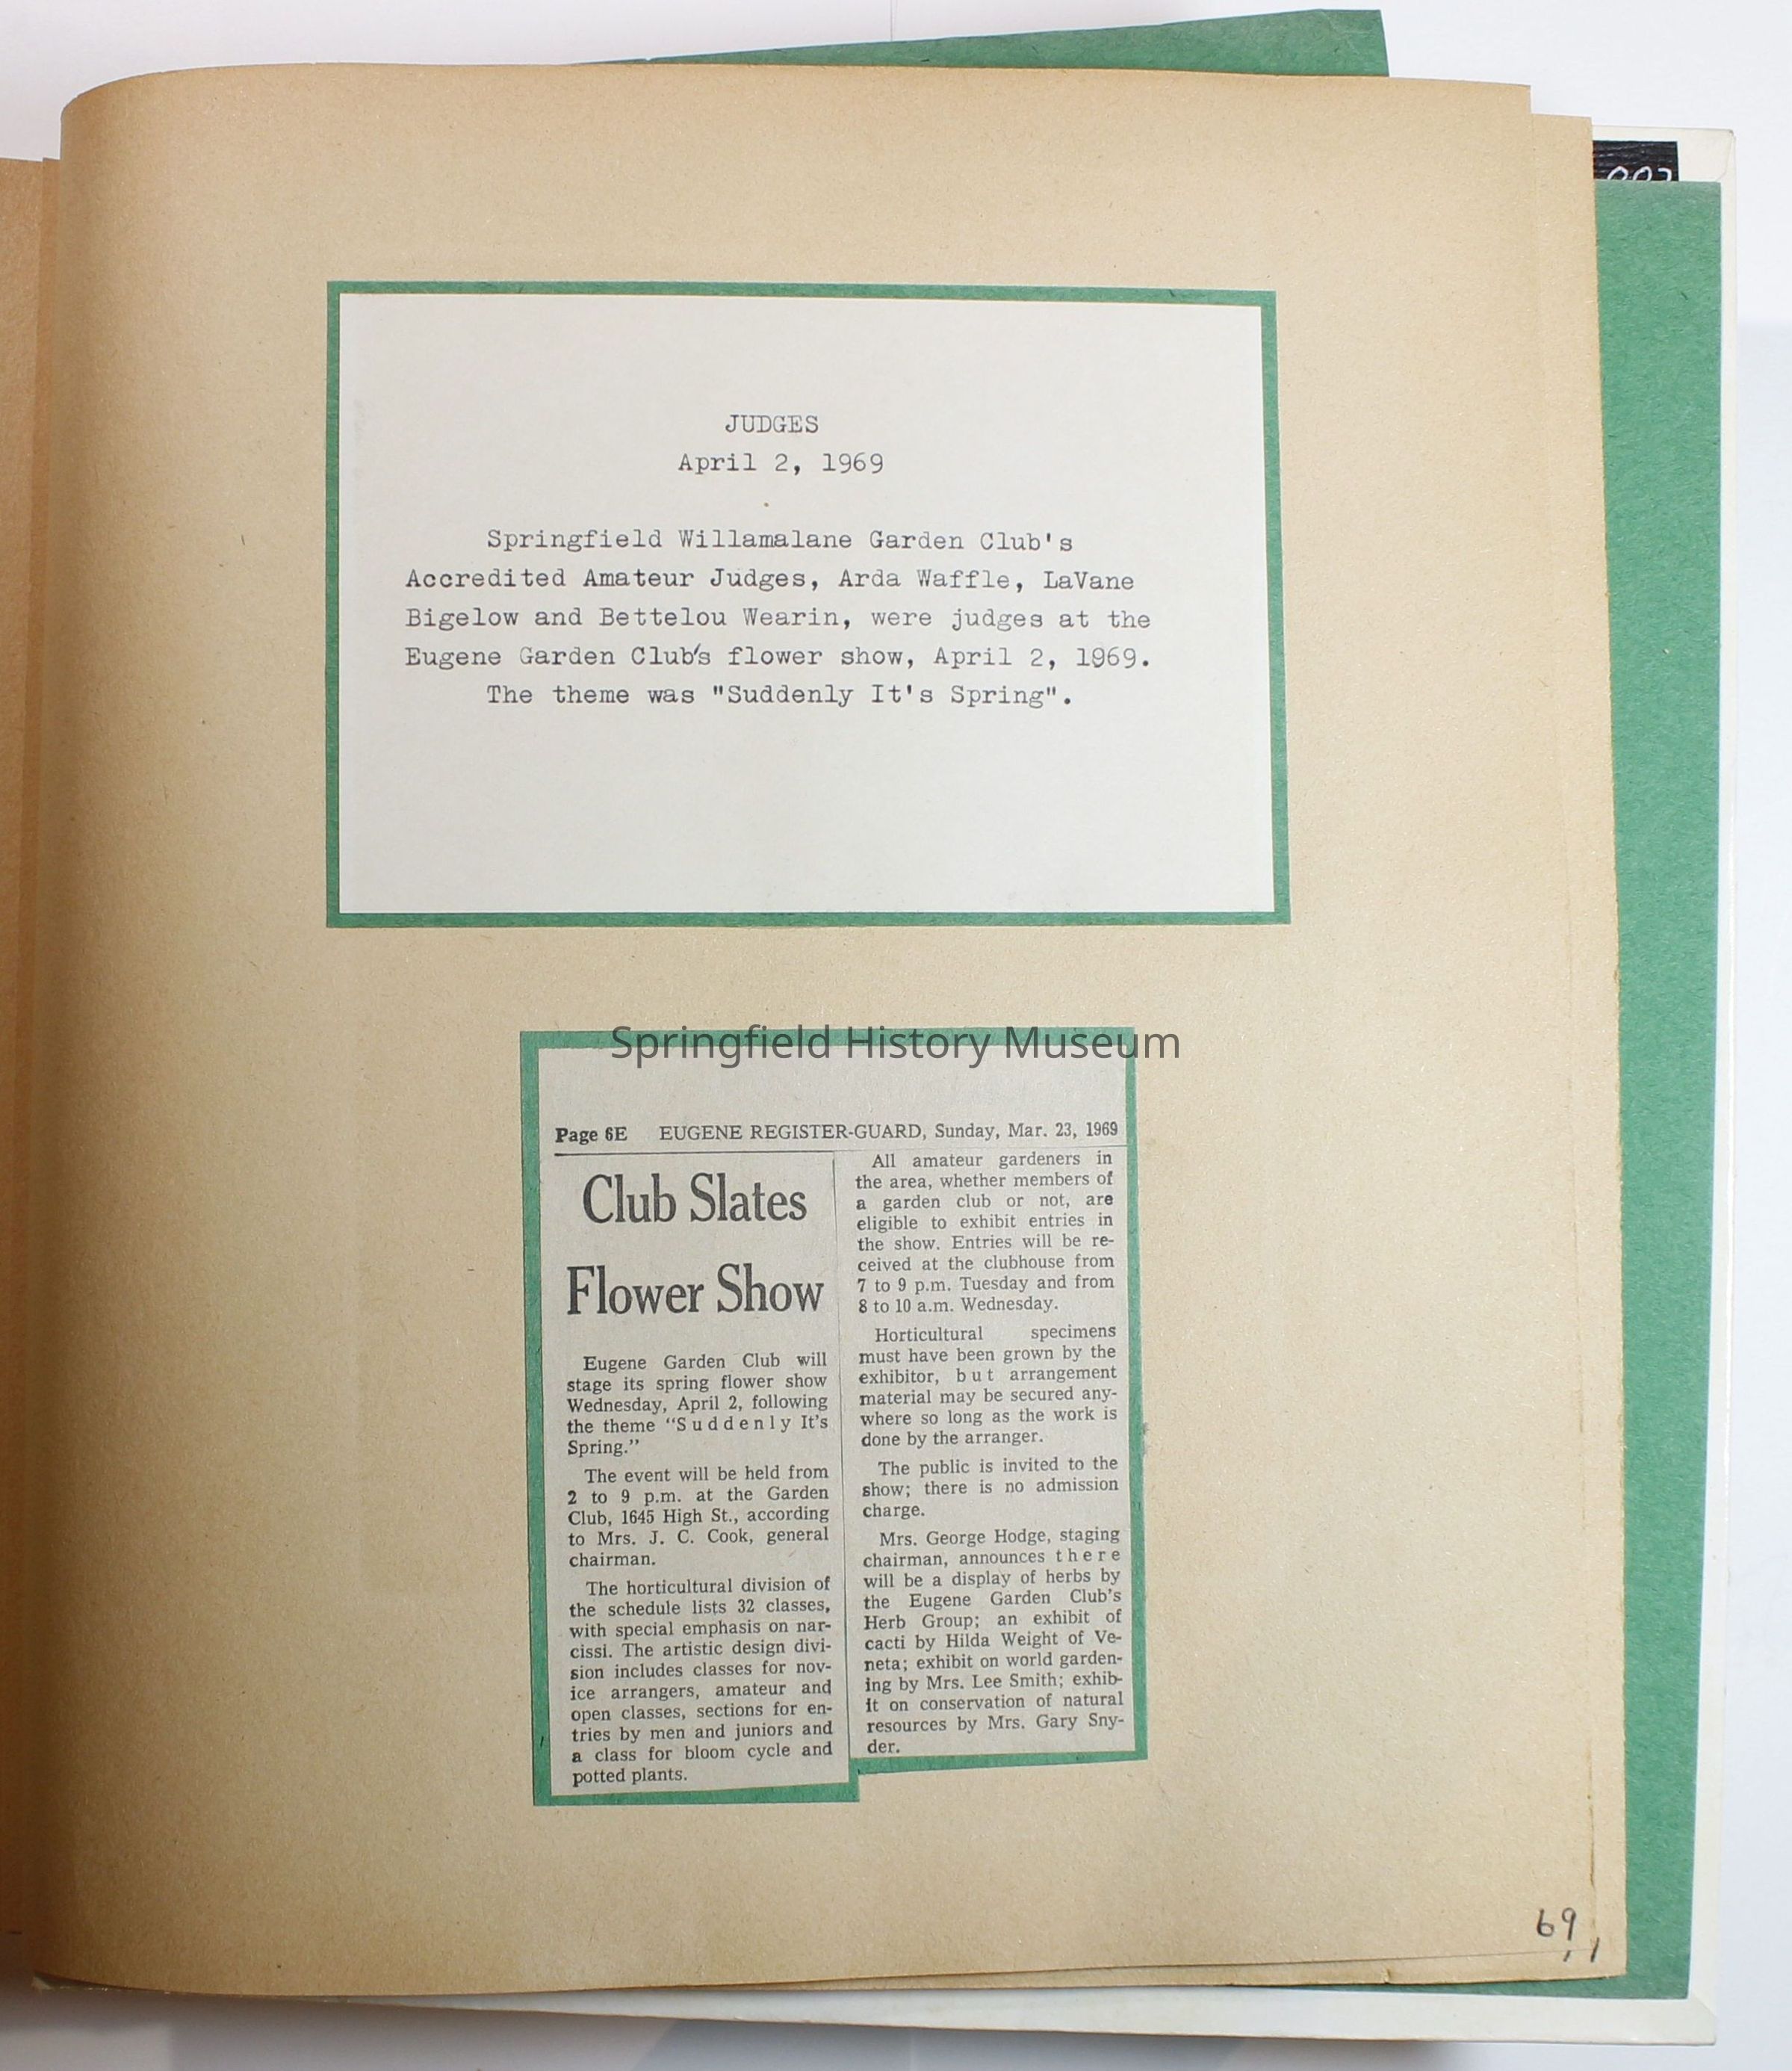 JUDGES
April 2, 1969
Springfield Willamalane Garden Club's
Accredited Amateur Judges, Arda Waffle, LaVane
Bigelow and Bettelou Wearin, were judges at the
Eugene Garden Club's flower show, April 2, 1969.
The theme was "Suddenly It's Spring".
Springfield History Museum
Page 6E EUGENE REGISTER-GUARD, Sunday, Mar. 23, 1969
Club Slates
Flower Show
Eugene Garden Club will
stage its spring flower show
Wednesday, April 2, following
the theme “Suddenly It’s
Spring.”
The event will be held from
2 to 9 p.m. at the Garden
Club, 1645 High St., according
to Mrs. J. C. Cook, general
chairman.
The horticultural division of
the schedule lists 32 classes,
with special emphasis on nar-
cissi. The artistic design divi-
sion includes classes for nov-
ice arrangers, amateur and
open classes, sections for en-
tries by men and juniors and
a class for bloom cycle and
potted plants.
All amateur gardeners in
the area, whether members of
a garden club or not, are
eligible to exhibit entries in
the show. Entries will be re-
ceived at the clubhouse from
7 to 9 p.m. Tuesday and from
8 to 10 a.m. Wednesday.
Horticultural specimens
must have been grown by the
exhibitor, but arrangement
material may be secured any-
where so long as the work is
done by the arranger.
The public is invited to the
show; there is no admission
charge.
Mrs. George Hodge, staging
chairman, announces there
will be a display of herbs by
the Eugene Garden Club’s
Herb Group; an exhibit of
cacti by Hilda Weight of Ve-
neta; exhibit on world garden-
ing by Mrs. Lee Smith; exhib-
it on conservation of natural
resources by Mrs. Gary Sny-
der.
69